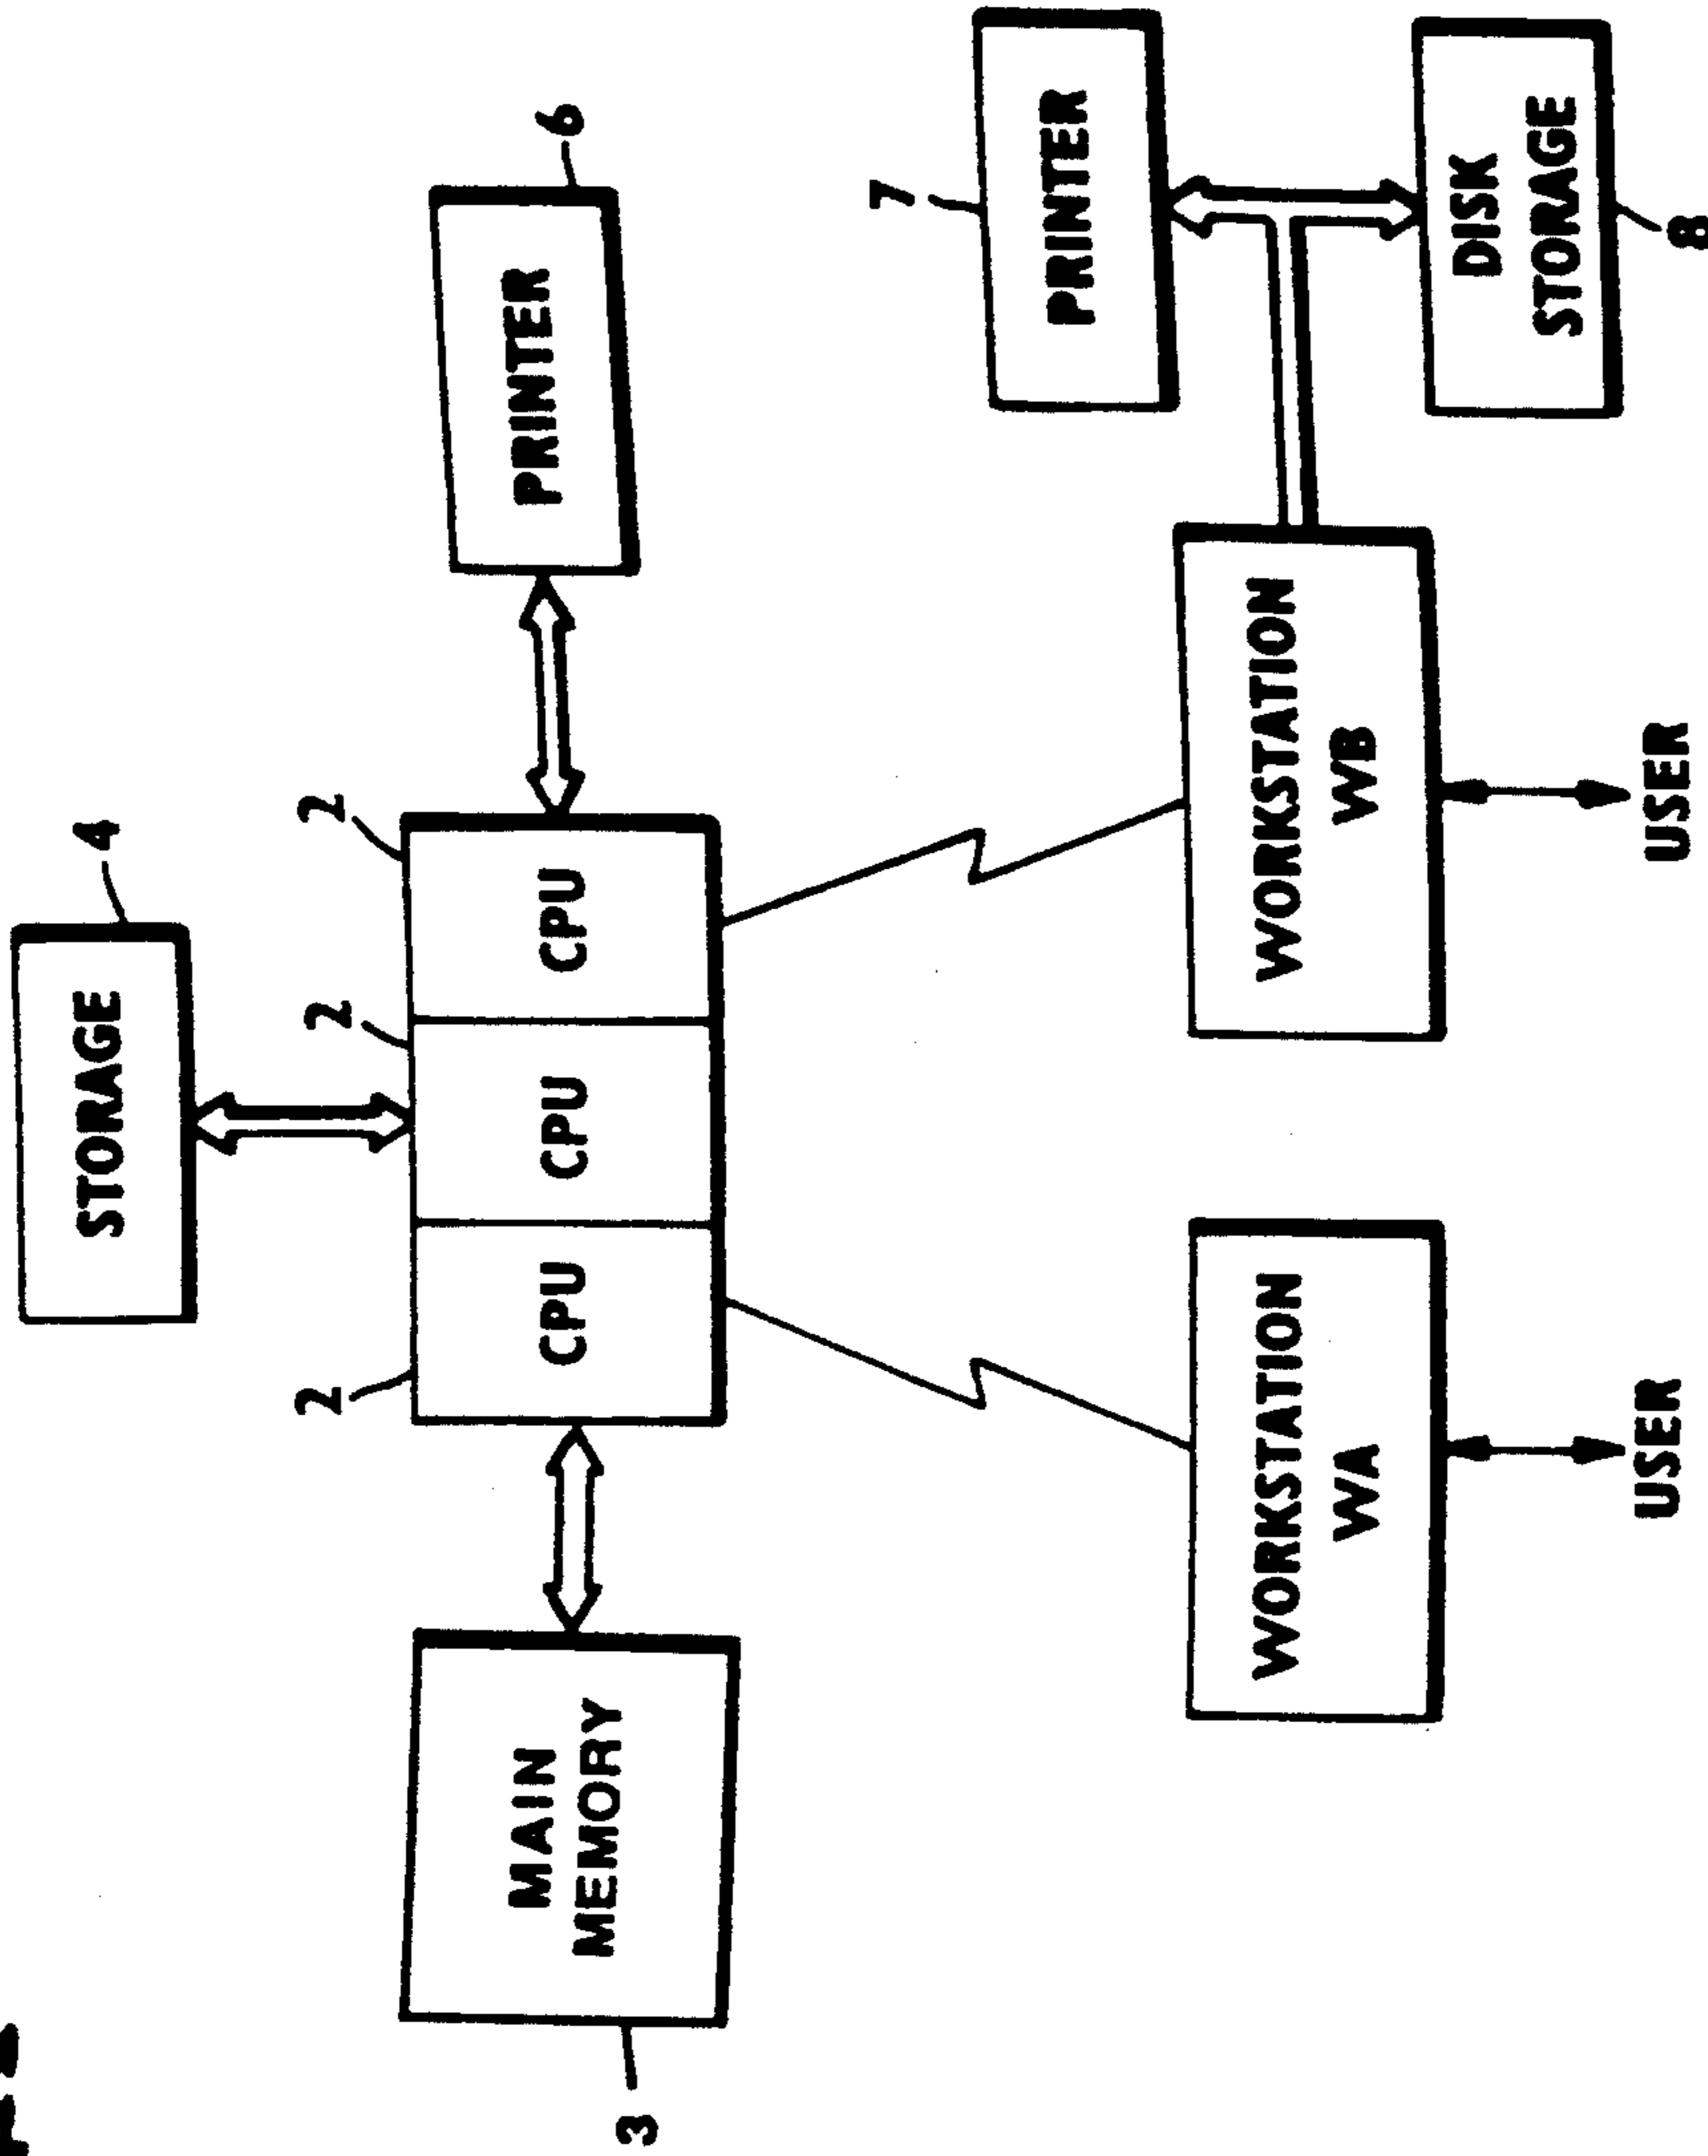 4
STORAGE
2
2
2
CPU
CPU
CPU
6
PRINTER
MAIN
MEMORY
3
7
PRINTER
WORKSTATION
WA
WORKSTATION
WB
DISK
STORAGE
8
USER
USER